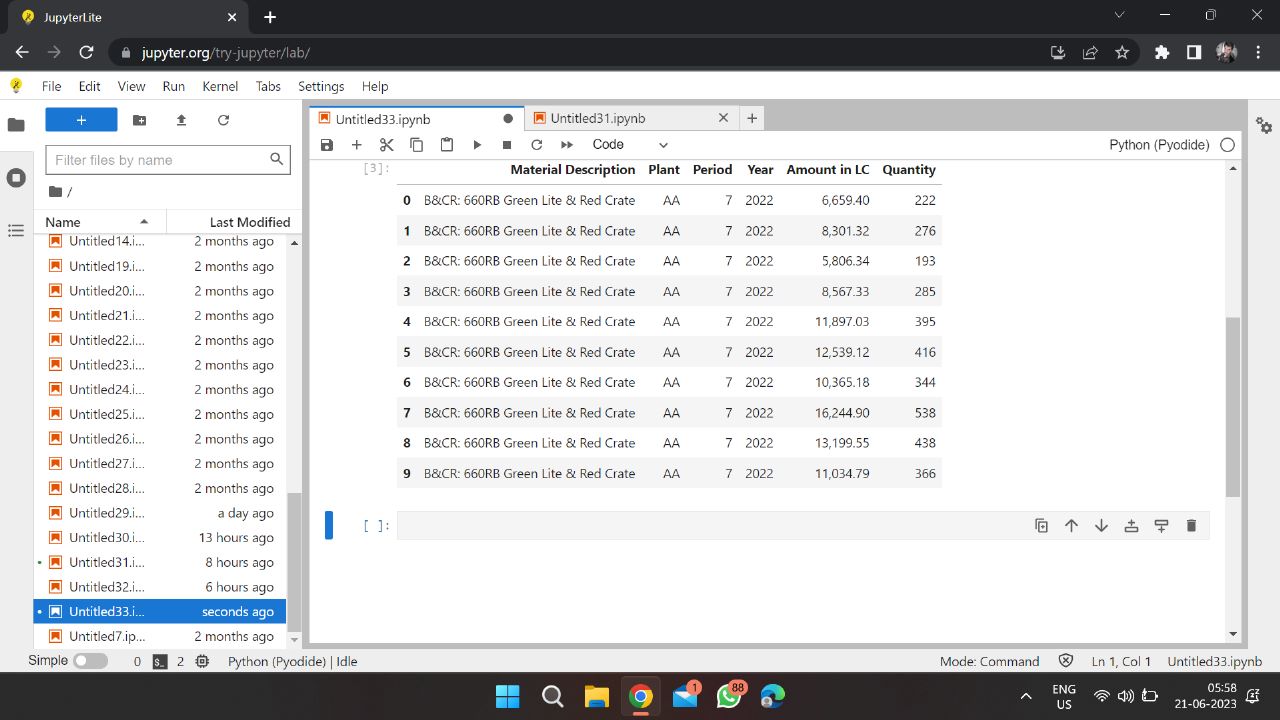 JupyterLite
jupyter.org/try-jupyter/lab/
File Edit View Run Kernel Tabs Settings Help
+
Filter files by name
/
Name Last Modified
Untitled14.i... 2 months ago
Untitled19.i... 2 months ago
Untitled20.i... 2 months ago
Untitled21.i... 2 months ago
Untitled22.i... 2 months ago
Untitled23.i... 2 months ago
Untitled24.i... 2 months ago
Untitled25.i... 2 months ago
Untitled26.i... 2 months ago
Untitled27.i... 2 months ago
Untitled28.i... 2 months ago
Untitled29.i... a day ago
Untitled30.i... 13 hours ago
Untitled31.i... 8 hours ago
Untitled32.i... 6 hours ago
Untitled33.i... seconds ago
Untitled7.ip... 2 months ago
Untitled33.ipynb Untitled31.ipynb
Code Python (Pyodide)
[3]: Material Description Plant Period Year Amount in LC Quantity
0 B&CR: 660RB Green Lite & Red Crate AA 7 2022 6,659.40 222
1 B&CR: 660RB Green Lite & Red Crate AA 7 2022 8,301.32 276
2 B&CR: 660RB Green Lite & Red Crate AA 7 2022 5,806.34 193
3 B&CR: 660RB Green Lite & Red Crate AA 7 2022 8,567.33 285
4 B&CR: 660RB Green Lite & Red Crate AA 7 2022 11,897.03 395
5 B&CR: 660RB Green Lite & Red Crate AA 7 2022 12,539.12 416
6 B&CR: 660RB Green Lite & Red Crate AA 7 2022 10,365.18 344
7 B&CR: 660RB Green Lite & Red Crate AA 7 2022 16,244.90 538
8 B&CR: 660RB Green Lite & Red Crate AA 7 2022 13,199.55 438
9 B&CR: 660RB Green Lite & Red Crate AA 7 2022 11,034.79 366
[ ]:
Simple 0 2 Python (Pyodide) | Idle Mode: Command Ln 1, Col 1 Untitled33.ipynb
1 88
ENG 05:58
US 21-06-2023